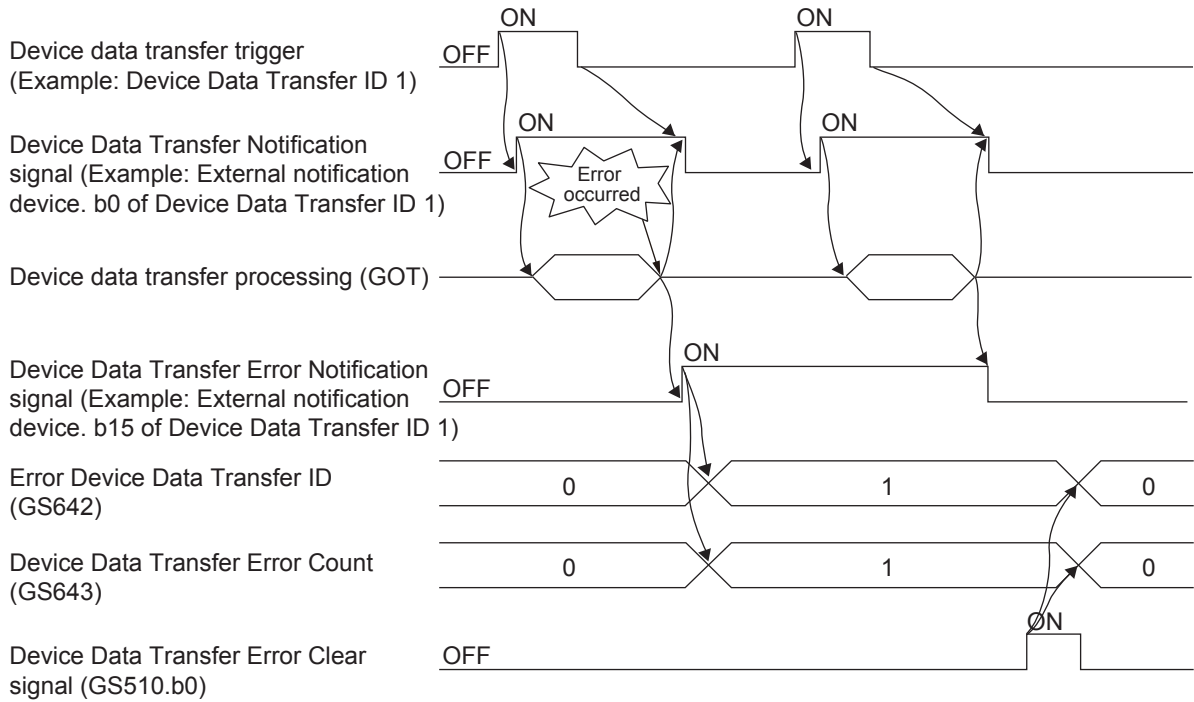 ON
ON
Device data transfer trigger
OFF
(Example: Device Data Transfer ID 1)
ON
ON
Device Data Transfer Notification
OFF
signal (Example: External notification
device. b0 of Device Data Transfer ID 1)
Error
occurred
Device data transfer processing (GOT)
ON
Device Data Transfer Error Notification
OFF
signal (Example: External notification
device. b15 of Device Data Transfer ID 1)
Error Device Data Transfer ID
(GS642)
0
1
0
Device Data Transfer Error Count
(GS643)
0
1
0
ON
Device Data Transfer Error Clear
OFF
signal (GS510.b0)